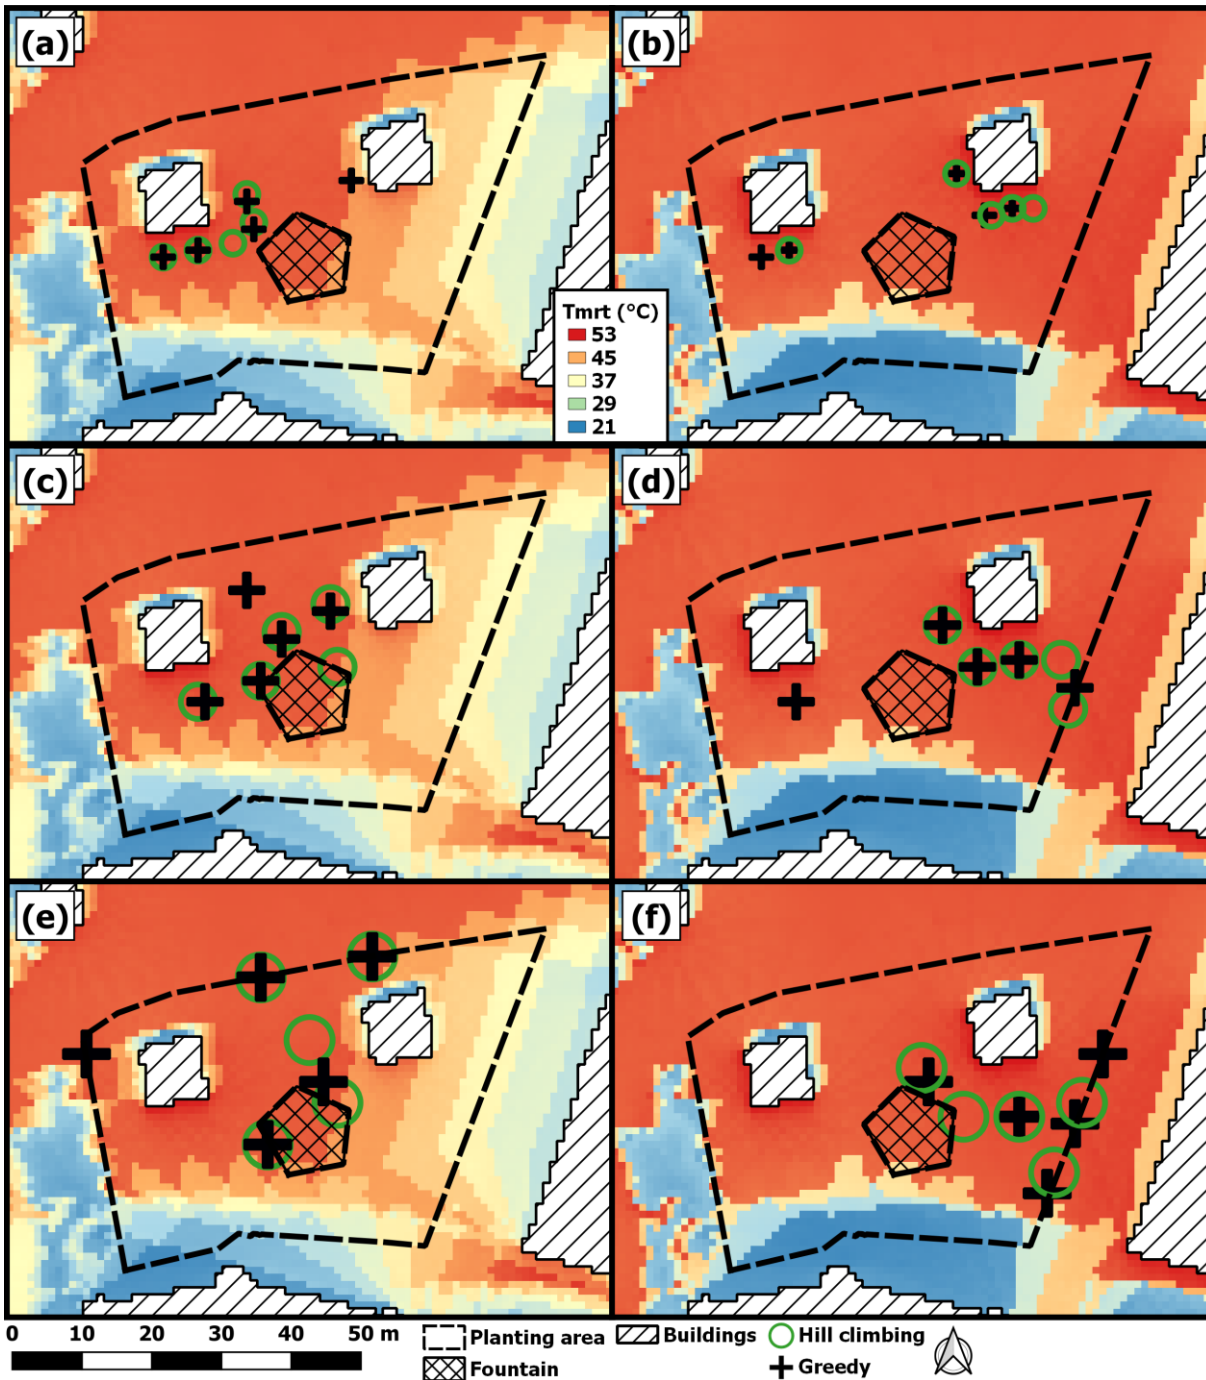 (a)
(b)
Tmrt (°C)
53
45
37
29
21
(c)
(d)
(e)
(f)
0 10 20 30 40 50 m
Planting area
Buildings
Hill climbing
Fountain
Greedy